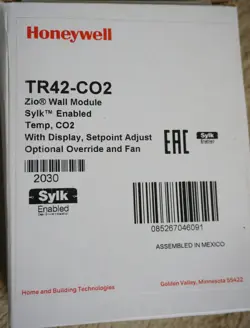 Honeywell
TR42-CO2
Zio® Wall Module
Sylk™ Enabled
Temp, CO2
With Display, Setpoint Adjust
Optional Override and Fan
EAC
Sylk
Enabled
2030
Sylk
Enabled
085267046091
ASSEMBLED IN MEXICO
Home and Building Technologies
Golden Valley, Minnesota 55422